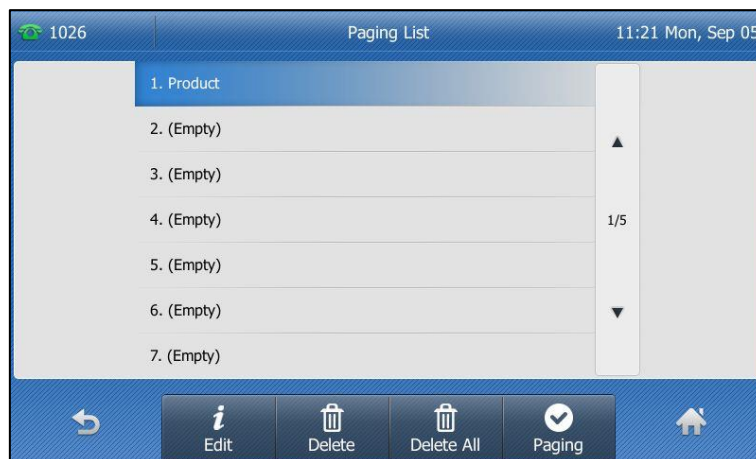 1026 Paging List 11:21 Mon, Sep 05
1. Product
2. (Empty)
3. (Empty)
4. (Empty)
1/5
5. (Empty)
6. (Empty)
7. (Empty)
Edit Delete Delete All Paging